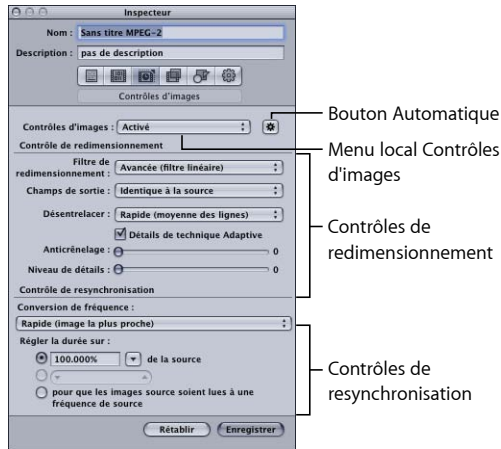 Inspecteur
Nom : Sans titre MPEG-2
Description : pas de description
Contrôles d'images
Contrôles d'images : Activé
Contrôle de redimensionnement
Filtre de redimensionnement : Avancée (filtre linéaire)
Champs de sortie : Identique à la source
Désentrelacer : Rapide (moyenne des lignes)
Détails de technique Adaptive
Anticrênelage : 0
Niveau de détails : 0
Contrôle de resynchronisation
Conversion de fréquence :
Rapide (image la plus proche)
Régler la durée sur :
100.000% de la source
pour que les images source soient lues à une
fréquence de source
Rétablir Enregistrer
Bouton Automatique
Menu local Contrôles
d'images
Contrôles de
redimensionnement
Contrôles de
resynchronisation